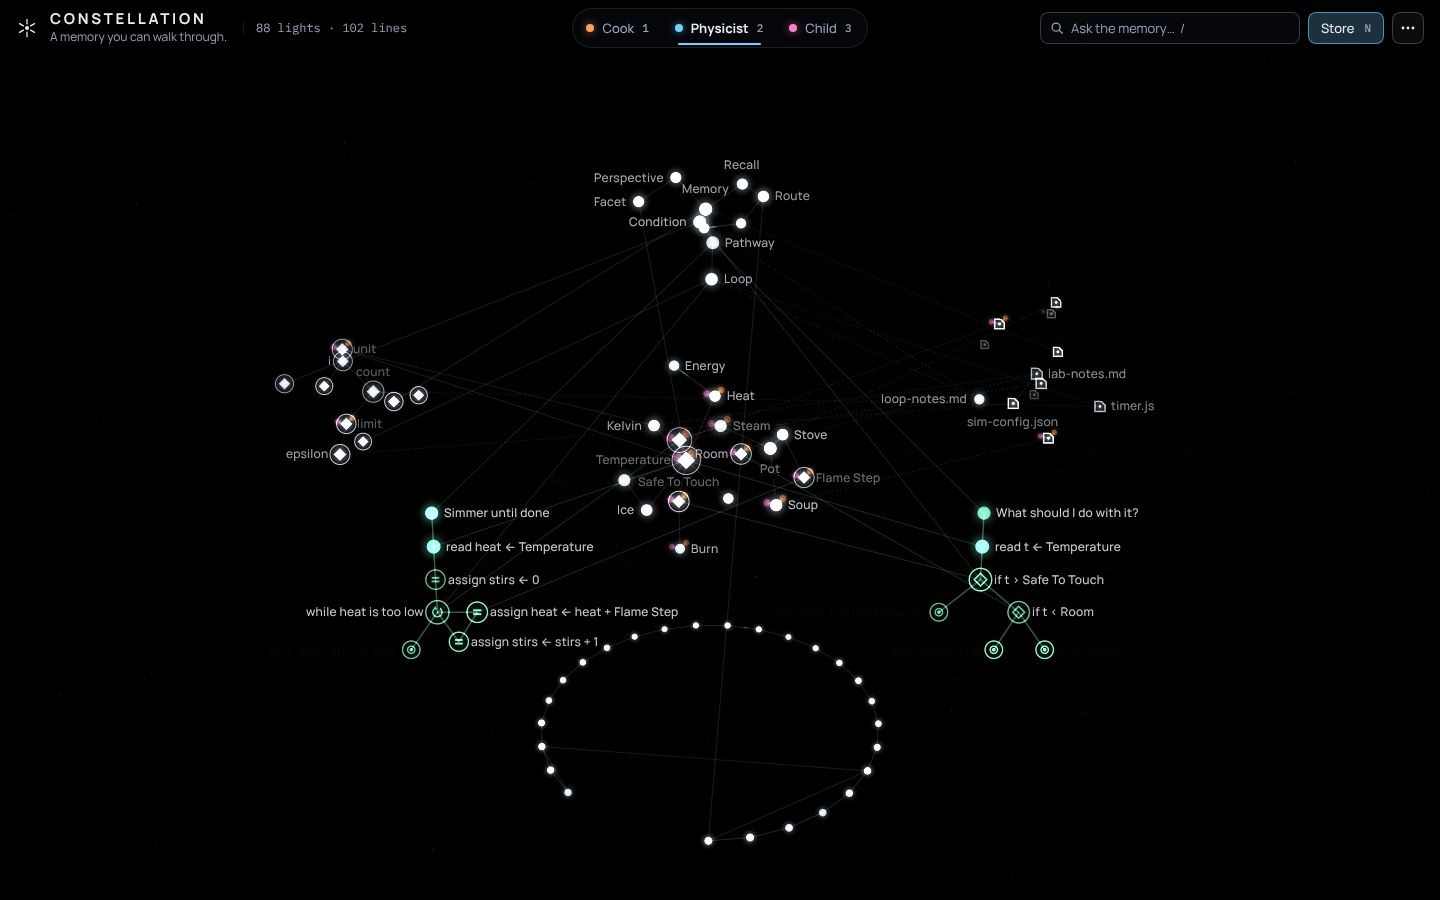 CONSTELLATION
A memory you can walk through.
88 lights · 102 lines
Cook 1
Physicist 2
Child 3
Ask the memory… /
Store N
Recall
Perspective
Memory
Facet
Route
Condition
Pathway
Loop
unit
i
count
limit
epsilon
Energy
Heat
Kelvin
Steam
Stove
Temperature
Room
Pot
Safe To Touch
Flame Step
Ice
Soup
Burn
lab-notes.md
loop-notes.md
timer.js
sim-config.json
Simmer until done
read heat ← Temperature
assign stirs ← 0
while heat is too low
assign heat ← heat + Flame Step
assign stirs ← stirs + 1
What should I do with it?
read t ← Temperature
if t > Safe To Touch
if t < Room